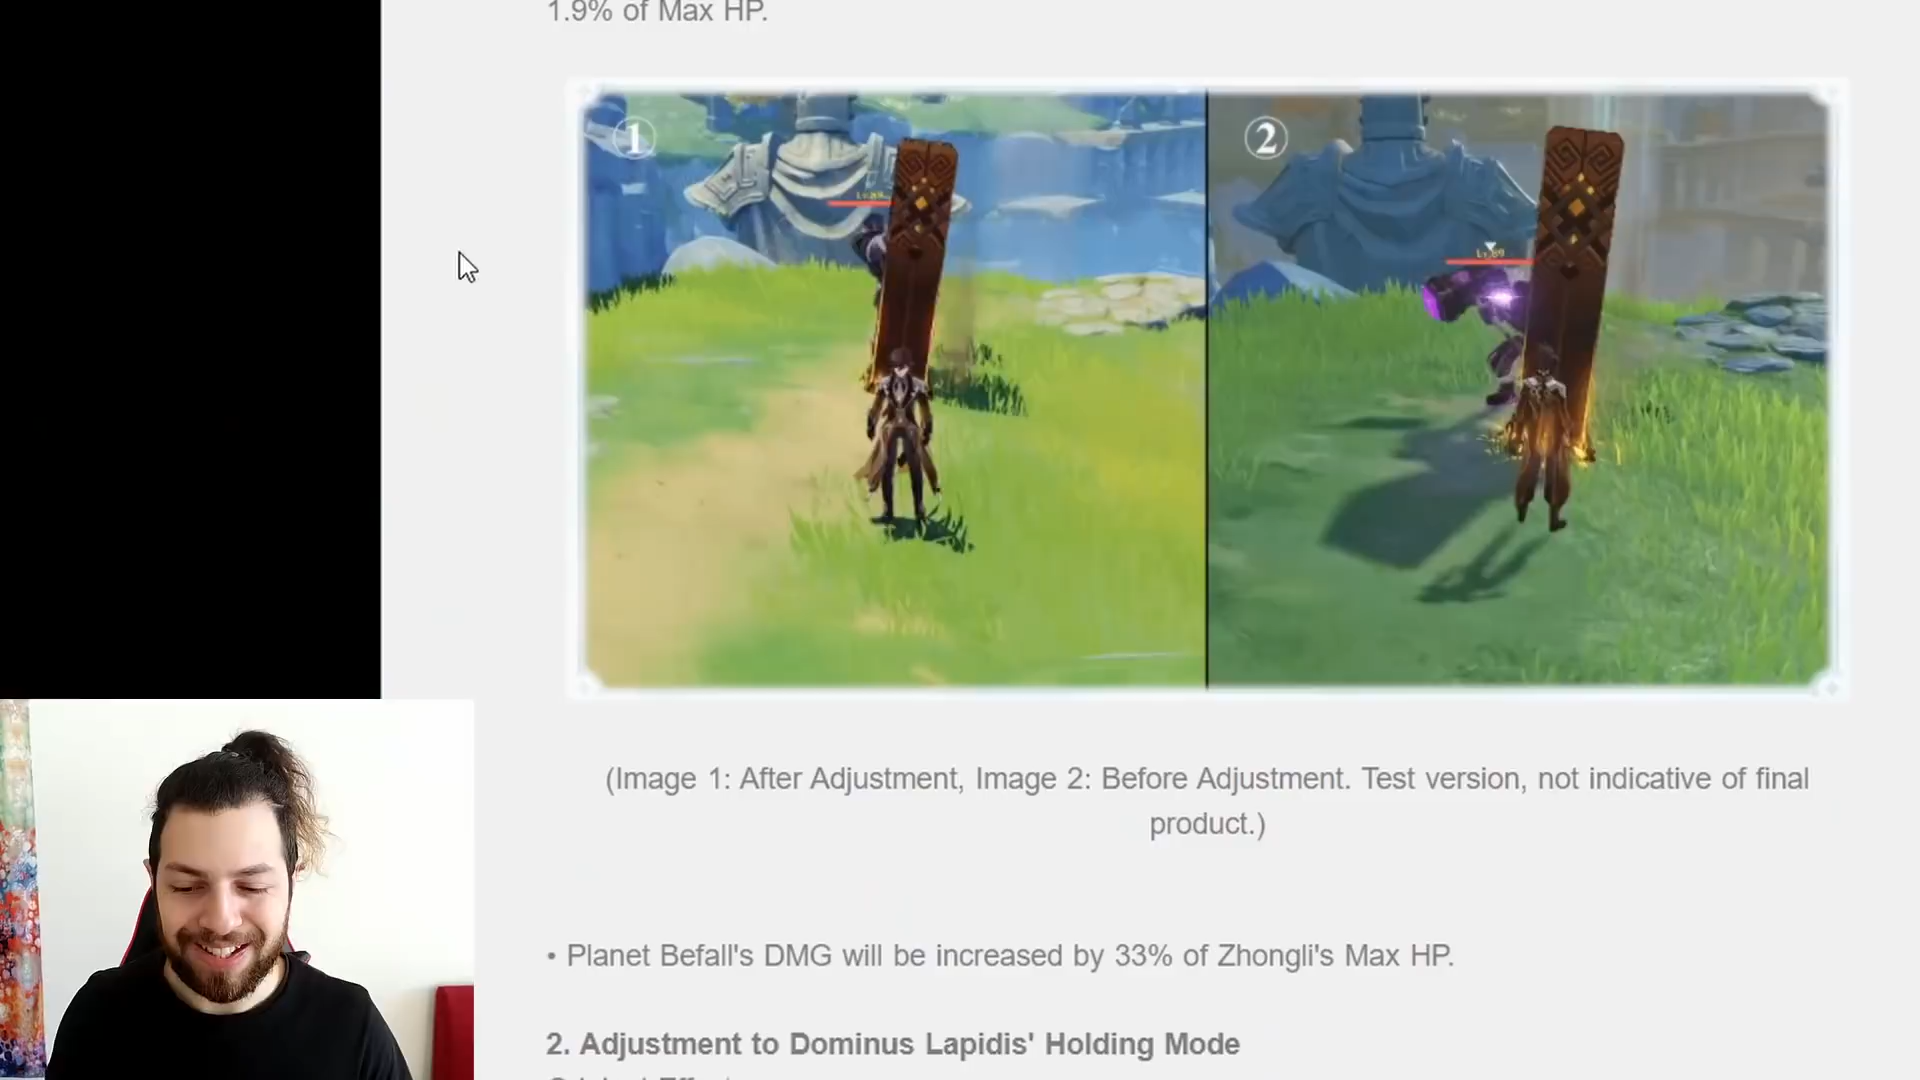 1.9% of Max HP.
1
2
Lv.89
(Image 1: After Adjustment, Image 2: Before Adjustment. Test version, not indicative of final
product.)
• Planet Befall's DMG will be increased by 33% of Zhongli's Max HP.
2. Adjustment to Dominus Lapidis' Holding Mode